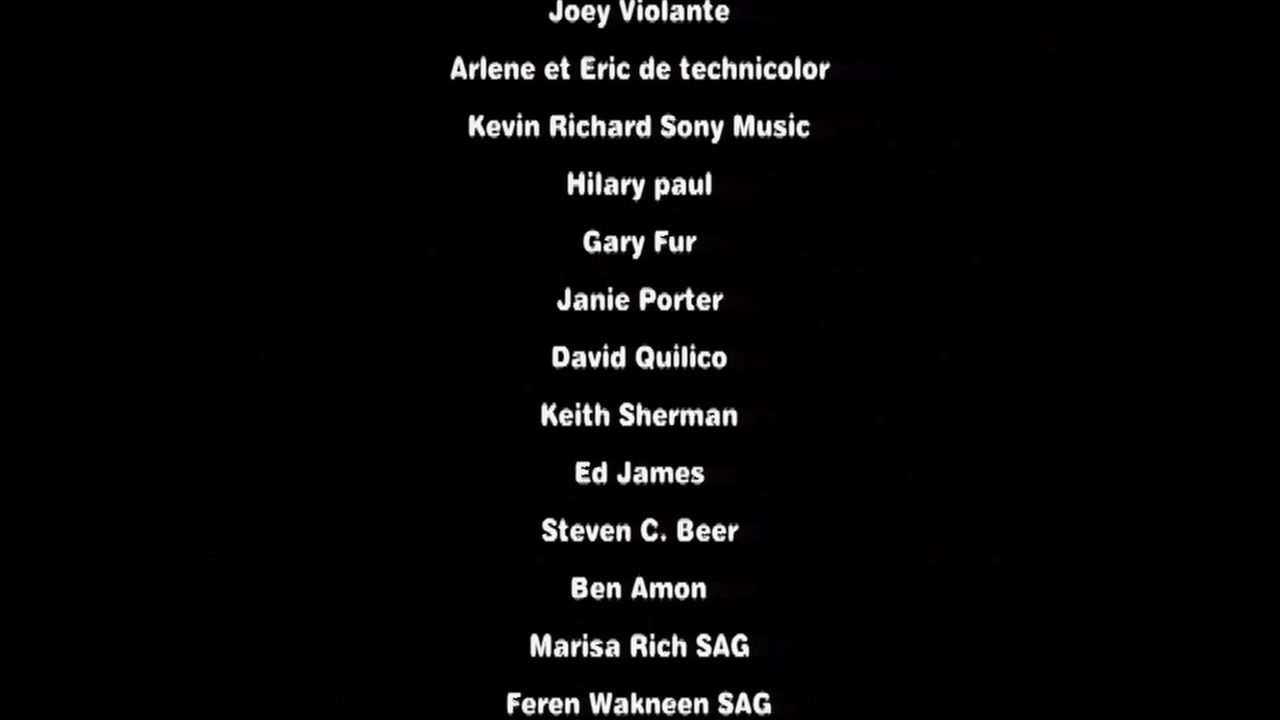 Joey Violante
Arlene et Eric de technicolor
Kevin Richard Sony Music
Hilary paul
Gary Fur
Janie Porter
David Quilico
Keith Sherman
Ed James
Steven C. Beer
Ben Amon
Marisa Rich SAG
Feren Wakneen SAG